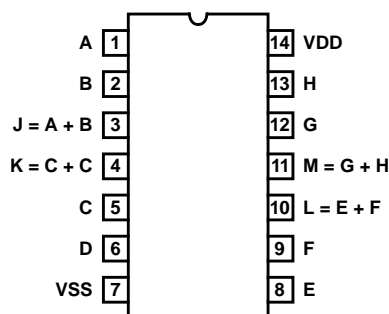 A 1
B 2
J = A + B 3
K = C + C 4
C 5
D 6
VSS 7
14 VDD
13 H
12 G
11 M = G + H
10 L = E + F
9 F
8 E